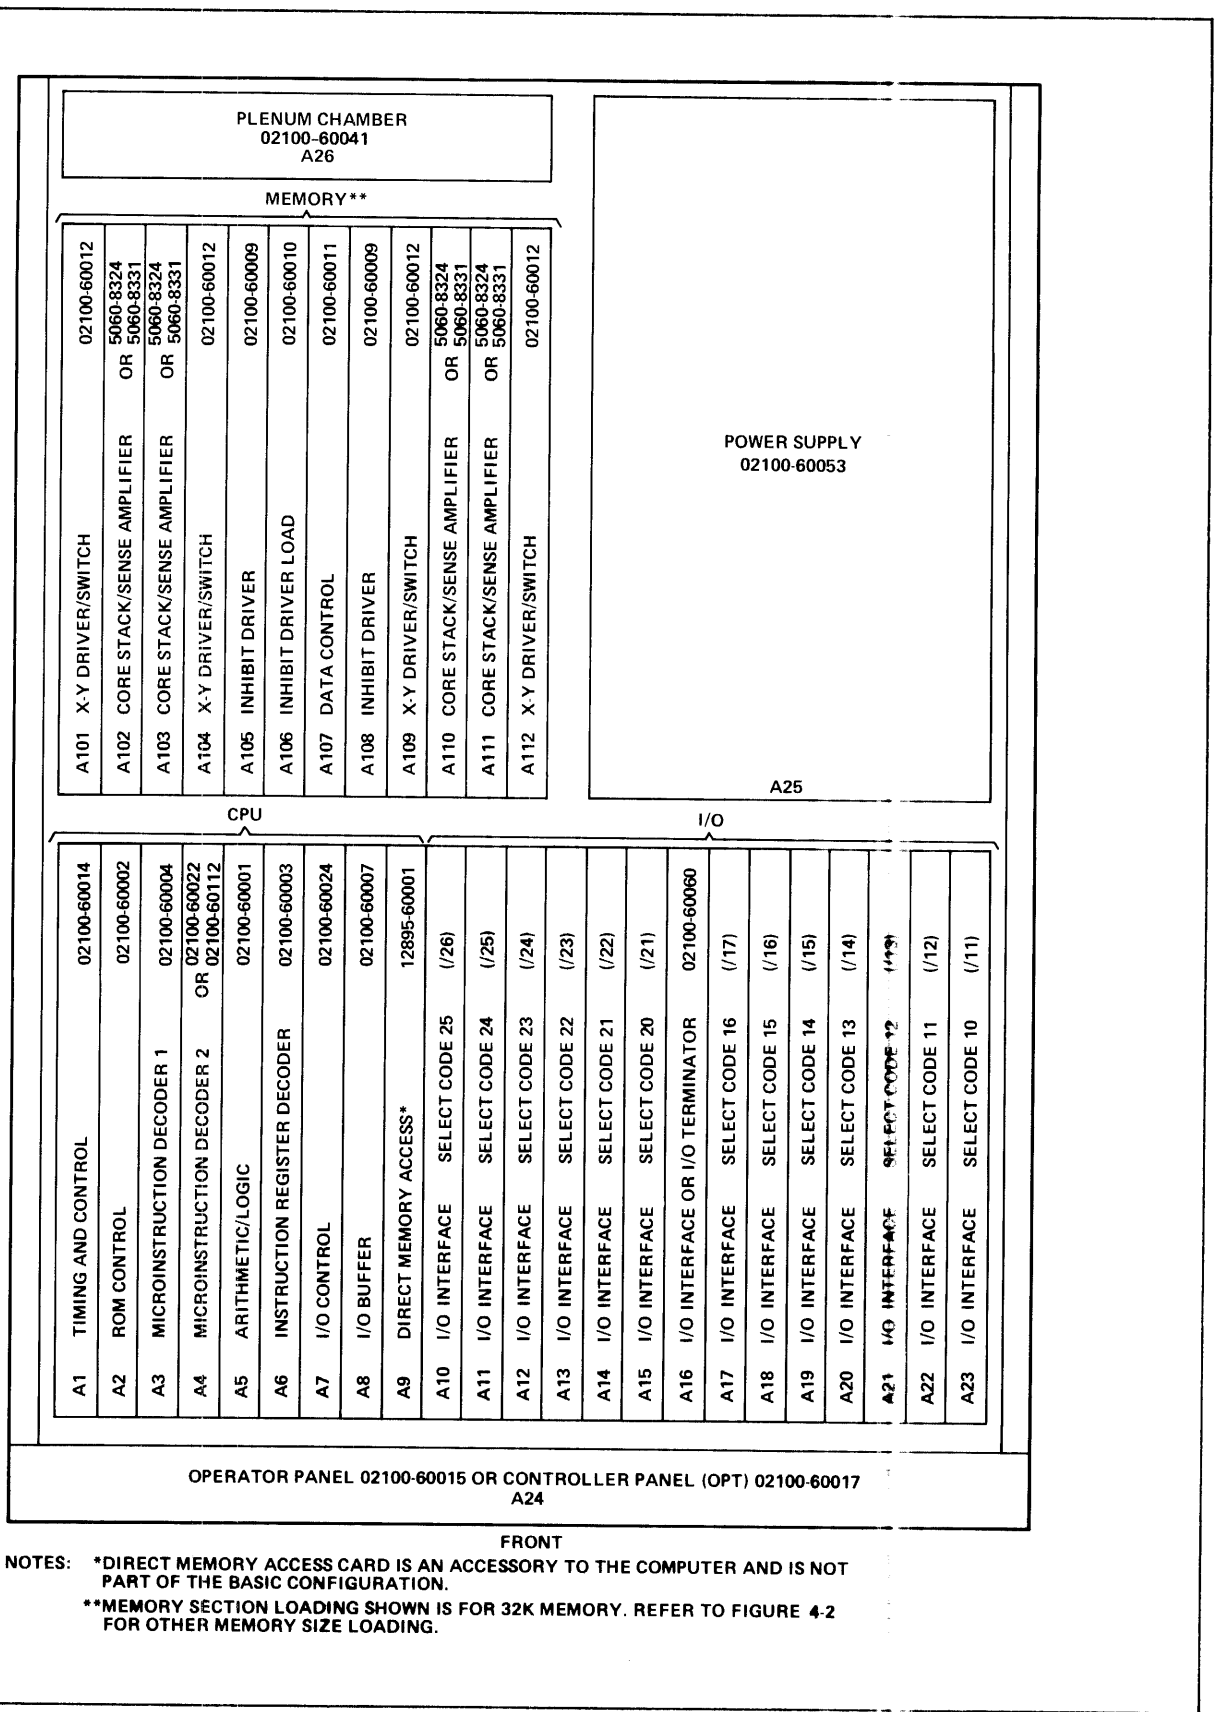 PLENUM CHAMBER
02100-60041
A26
MEMORY**
A101 X-Y DRIVER/SWITCH 02100-60012
A102 CORE STACK/SENSE AMPLIFIER OR 5060-8324 5060-8331
A103 CORE STACK/SENSE AMPLIFIER OR 5060-8324 5060-8331
A104 X-Y DRIVER/SWITCH 02100-60012
A105 INHIBIT DRIVER 02100-60009
A106 INHIBIT DRIVER LOAD 02100-60010
A107 DATA CONTROL 02100-60011
A108 INHIBIT DRIVER 02100-60009
A109 X-Y DRIVER/SWITCH 02100-60012
A110 CORE STACK/SENSE AMPLIFIER OR 5060-8324 5060-8331
A111 CORE STACK/SENSE AMPLIFIER OR 5060-8324 5060-8331
A112 X-Y DRIVER/SWITCH 02100-60012
POWER SUPPLY
02100-60053
A25
CPU
A1 TIMING AND CONTROL 02100-60014
A2 ROM CONTROL 02100-60002
A3 MICROINSTRUCTION DECODER 1 02100-60004
A4 MICROINSTRUCTION DECODER 2 OR 02100-60022 02100-60112
A5 ARITHMETIC/LOGIC 02100-60001
A6 INSTRUCTION REGISTER DECODER 02100-60003
A7 I/O CONTROL 02100-60024
A8 I/O BUFFER 02100-60007
A9 DIRECT MEMORY ACCESS* 12895-60001
I/O
A10 I/O INTERFACE SELECT CODE 25 (/26)
A11 I/O INTERFACE SELECT CODE 24 (/25)
A12 I/O INTERFACE SELECT CODE 23 (/24)
A13 I/O INTERFACE SELECT CODE 22 (/23)
A14 I/O INTERFACE SELECT CODE 21 (/22)
A15 I/O INTERFACE SELECT CODE 20 (/21)
A16 I/O INTERFACE OR I/O TERMINATOR 02100-60060
A17 I/O INTERFACE SELECT CODE 16 (/17)
A18 I/O INTERFACE SELECT CODE 15 (/16)
A19 I/O INTERFACE SELECT CODE 14 (/15)
A20 I/O INTERFACE SELECT CODE 13 (/14)
A21 I/O INTERFACE SELECT CODE 12 (/13)
A22 I/O INTERFACE SELECT CODE 11 (/12)
A23 I/O INTERFACE SELECT CODE 10 (/11)
OPERATOR PANEL 02100-60015 OR CONTROLLER PANEL (OPT) 02100-60017
A24
FRONT
NOTES: *DIRECT MEMORY ACCESS CARD IS AN ACCESSORY TO THE COMPUTER AND IS NOT
PART OF THE BASIC CONFIGURATION.
**MEMORY SECTION LOADING SHOWN IS FOR 32K MEMORY. REFER TO FIGURE 4-2
FOR OTHER MEMORY SIZE LOADING.